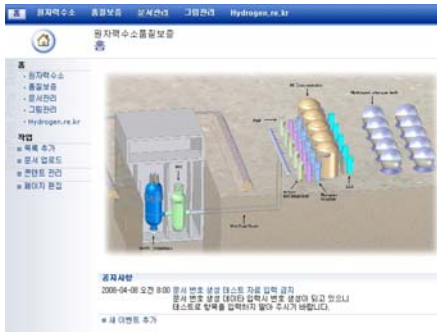 홈 원자력수소 품질보증 문서관리 그림관리 Hydrogen.re.kr
원자력수소품질보증
홈
홈
원자력수소
품질보증
문서관리
그림관리
Hydrogen.re.kr
작업
목록 추가
문서 업로드
콘텐트 관리
페이지 편집
공지사항
2008-04-08 오전 8:00 문서 번호 생성 테스트 자료 입력 금지
문서 번호 생성 데이타 입력시 번호 생성이 되고 있으니
테스트로 항목을 입력하지 말아 주시기 바랍니다.
새 이벤트 추가